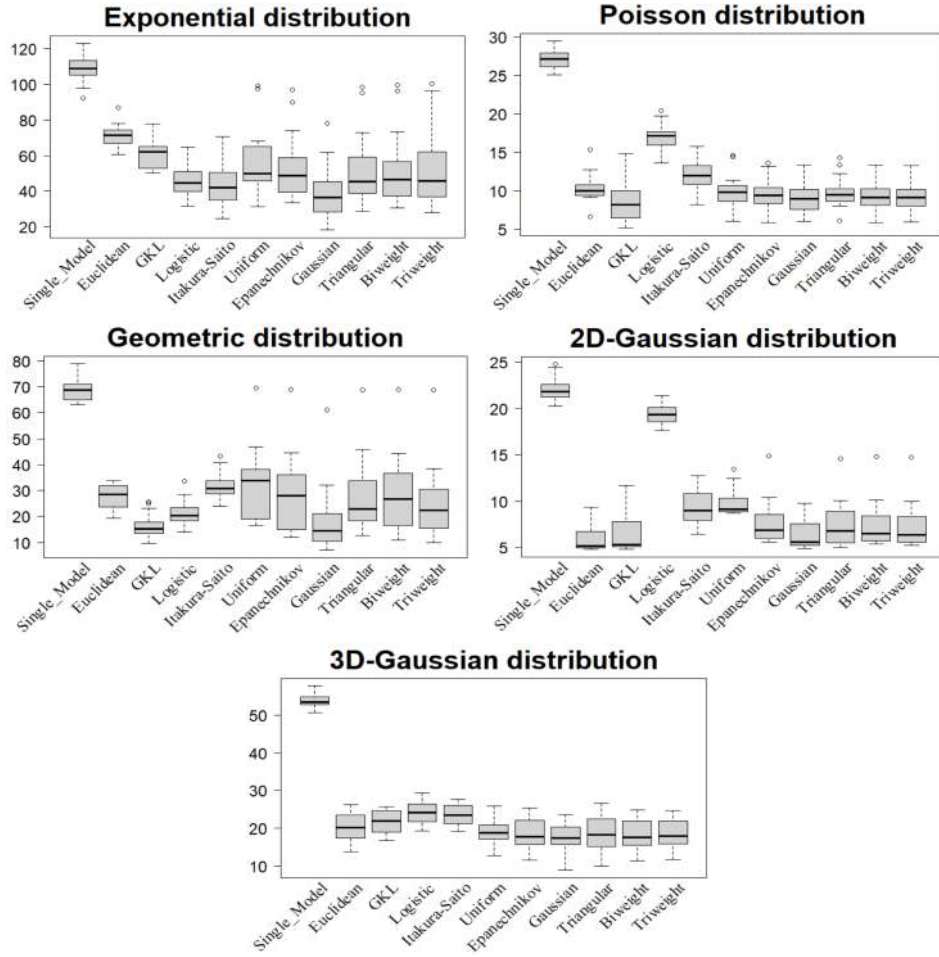 Exponential distribution
120
100
80
60
40
20
Single_Model
Euclidean
GKL
Logistic
Itakura-Saito
Uniform
Epanechnikov
Gaussian
Triangular
Biweight
Triweight
Poisson distribution
30
25
20
15
10
5
Single_Model
Euclidean
GKL
Logistic
Itakura-Saito
Uniform
Epanechnikov
Gaussian
Triangular
Biweight
Triweight
Geometric distribution
80
70
60
50
40
30
20
10
Single_Model
Euclidean
GKL
Logistic
Itakura-Saito
Uniform
Epanechnikov
Gaussian
Triangular
Biweight
Triweight
2D-Gaussian distribution
25
20
15
10
5
Single_Model
Euclidean
GKL
Logistic
Itakura-Saito
Uniform
Epanechnikov
Gaussian
Triangular
Biweight
Triweight
3D-Gaussian distribution
50
40
30
20
10
Single_Model
Euclidean
GKL
Logistic
Itakura-Saito
Uniform
Epanechnikov
Gaussian
Triangular
Biweight
Triweight